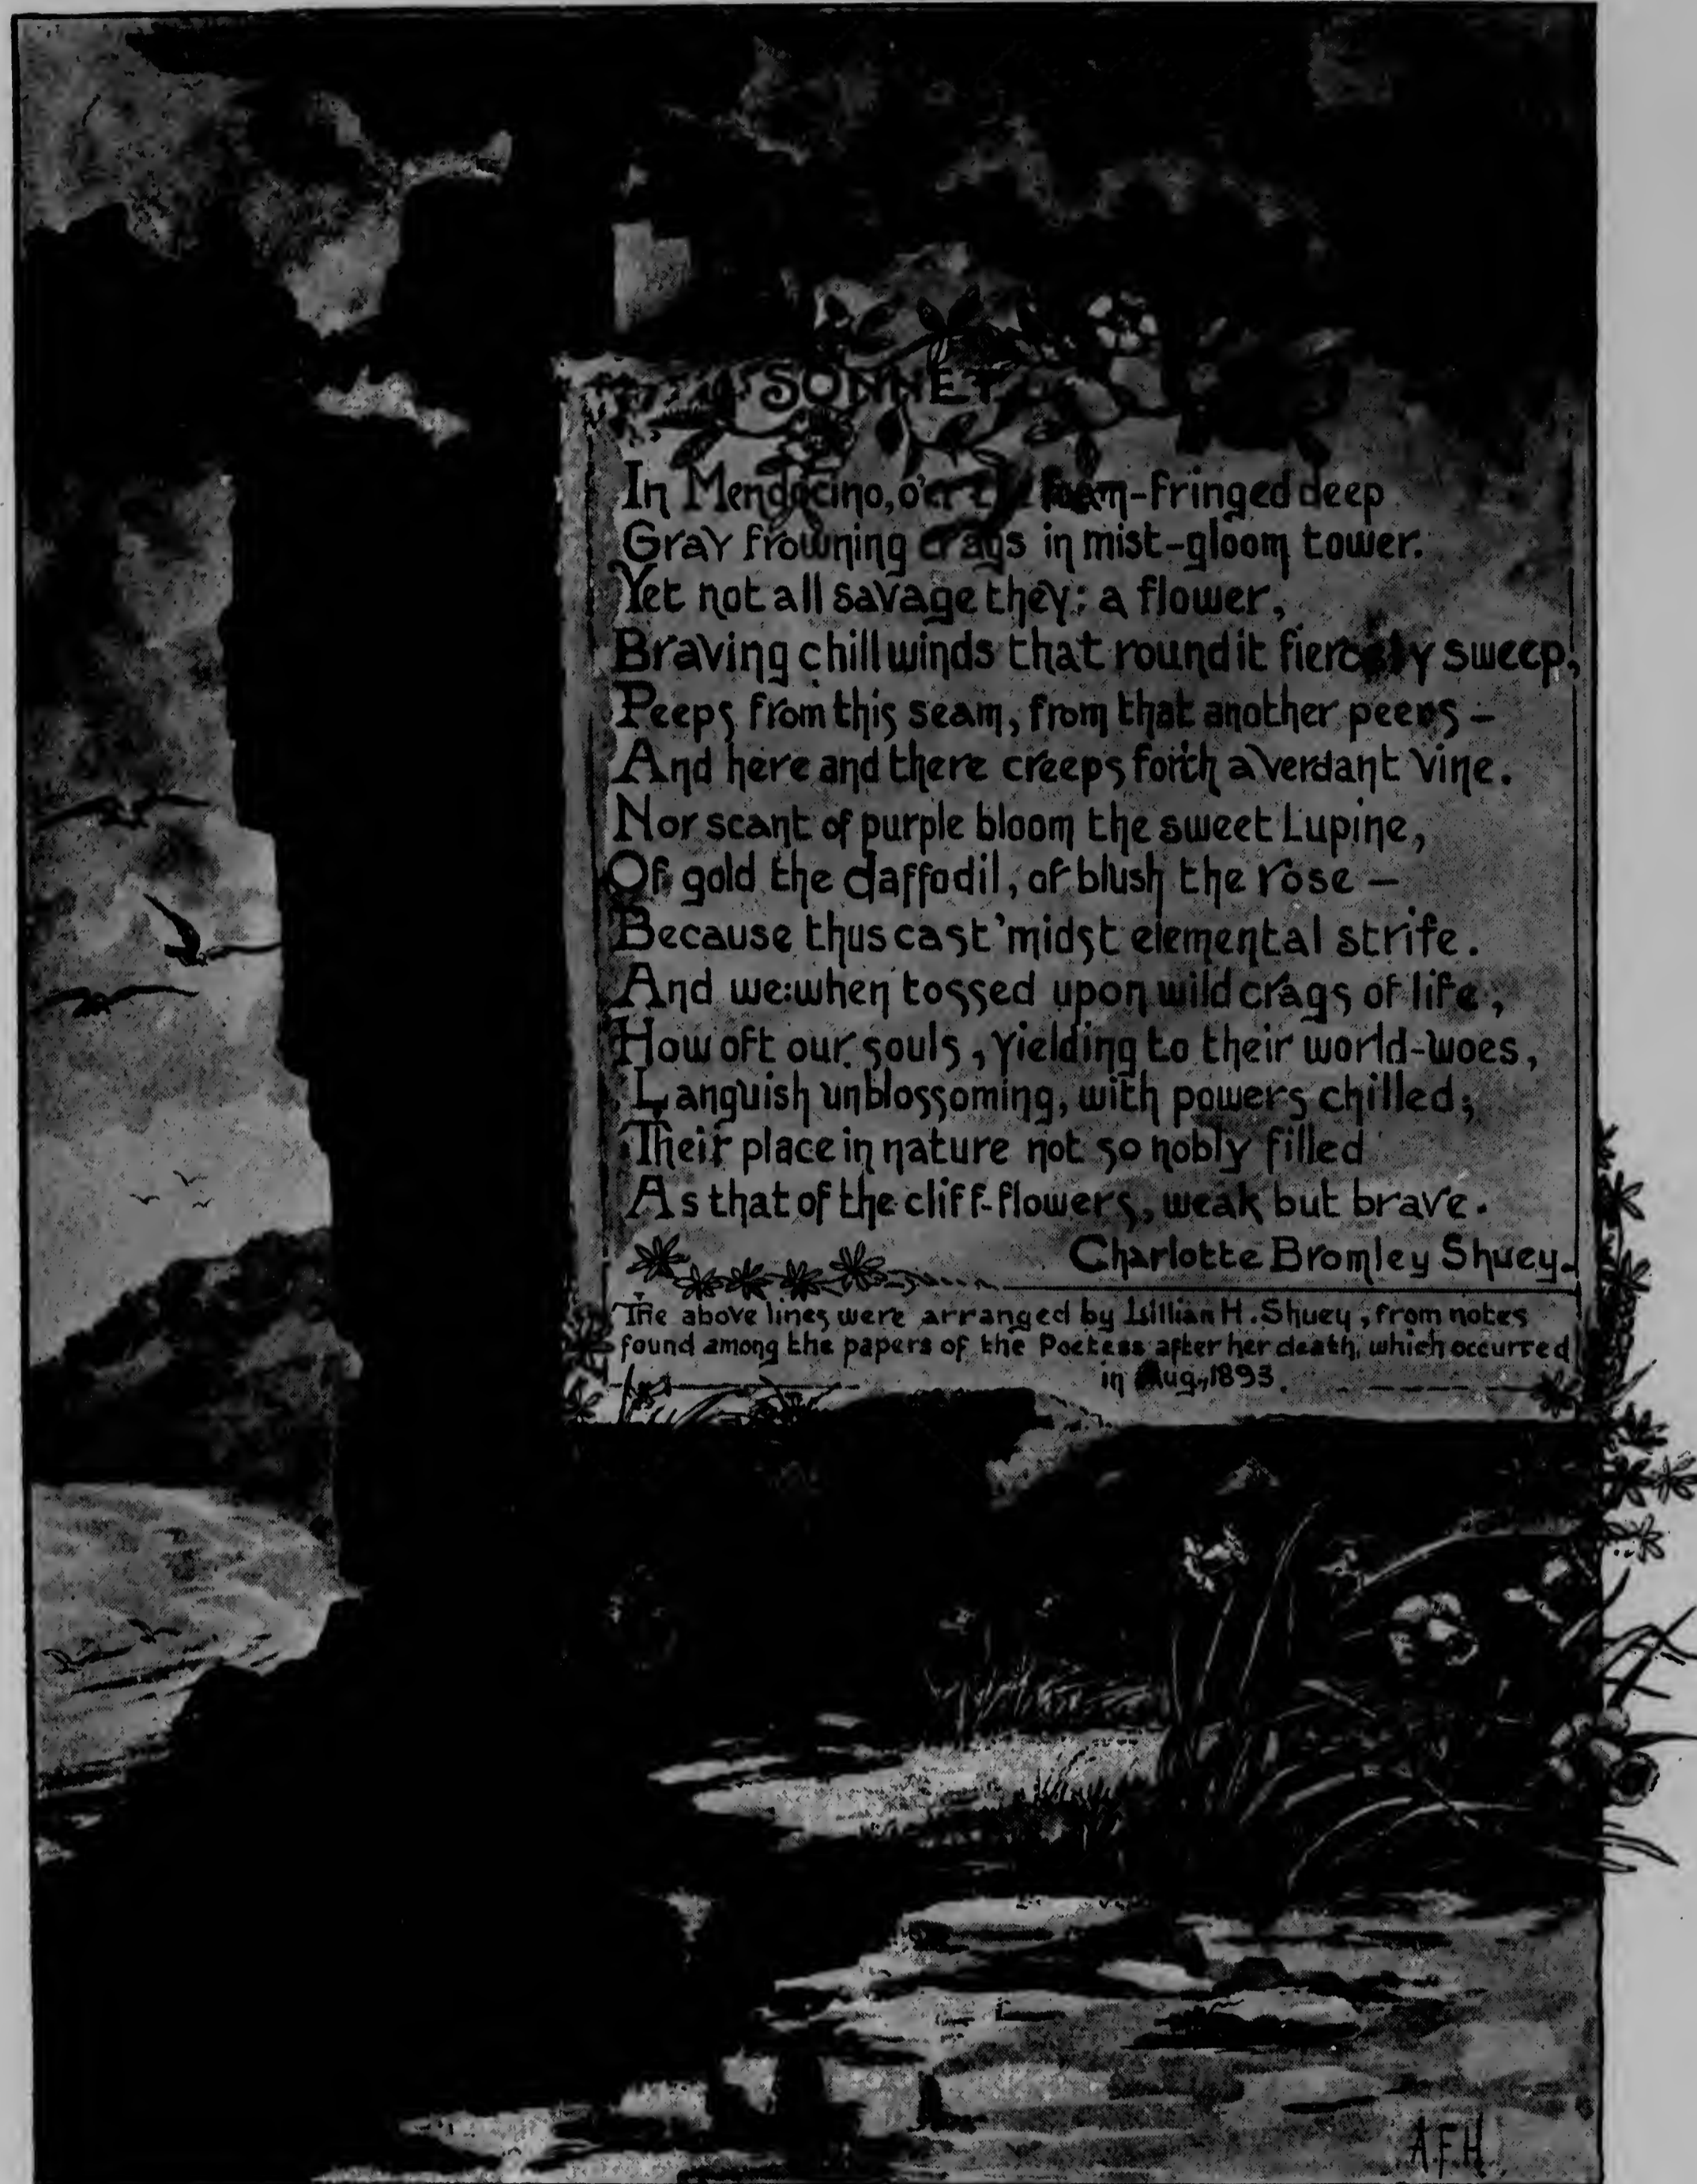 SONNET
In Mendocino, o'er the foam-fringed deep
Gray frowning crags in mist-gloom tower.
Yet not all savage they; a flower,
Braving chill winds that round it fiercely sweep,
Peeps from this seam, from that another peeps —
And here and there creeps forth a verdant vine.
Nor scant of purple bloom the sweet Lupine,
Of gold the daffodil, of blush the rose —
Because thus cast 'midst elemental strife.
And we: when tossed upon wild crags of life,
How oft our souls, yielding to their world-woes,
Languish unblossoming, with powers chilled;
Their place in nature not so nobly filled
As that of the cliff-flowers, weak but brave.
Charlotte Bromley Shuey.
The above lines were arranged by Lillian H. Shuey, from notes
found among the papers of the Poetess after her death, which occurred
in Aug., 1893.
A.F.H.